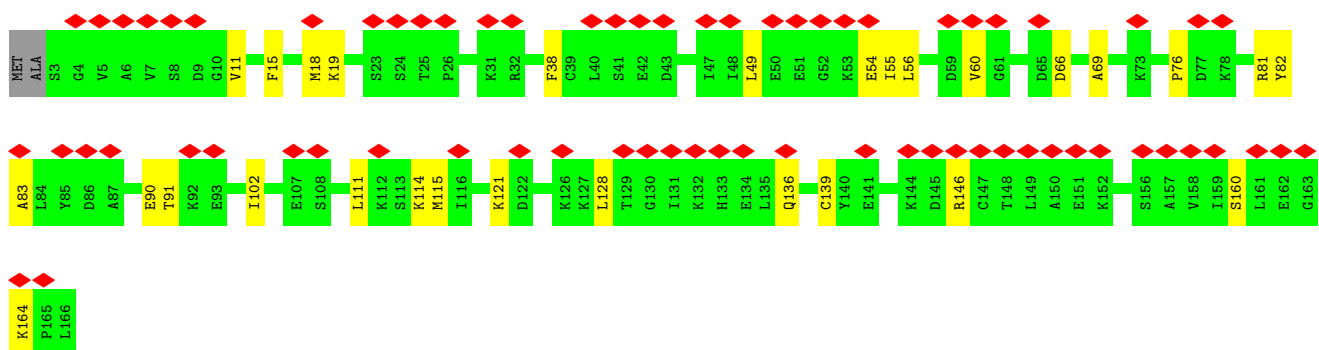 MET ALA S3 G4 V5 A6 V7 S8 D9 G10 V11 F15 M18 K19 S23 S24 T25 P26 K31 R32 F38 C39 L40 S41 E42 D43 I47 I48 L49 E50 E51 G52 K53 E54 I55 L56 D59 V60 G61 D65 D66 A69 K73 P76 D77 K78 R81 Y82
A83 L84 Y85 D86 A87 E90 T91 K92 E93 I102 E107 S108 L111 K112 S113 K114 M115 I116 K121 D122 K126 K127 L128 T129 G130 I131 K132 H133 E134 L135 Q136 C139 Y140 E141 K144 D145 R146 C147 T148 L149 A150 E151 K152 S156 A157 V158 I159 S160 L161 E162 G163
K164 P165 L166